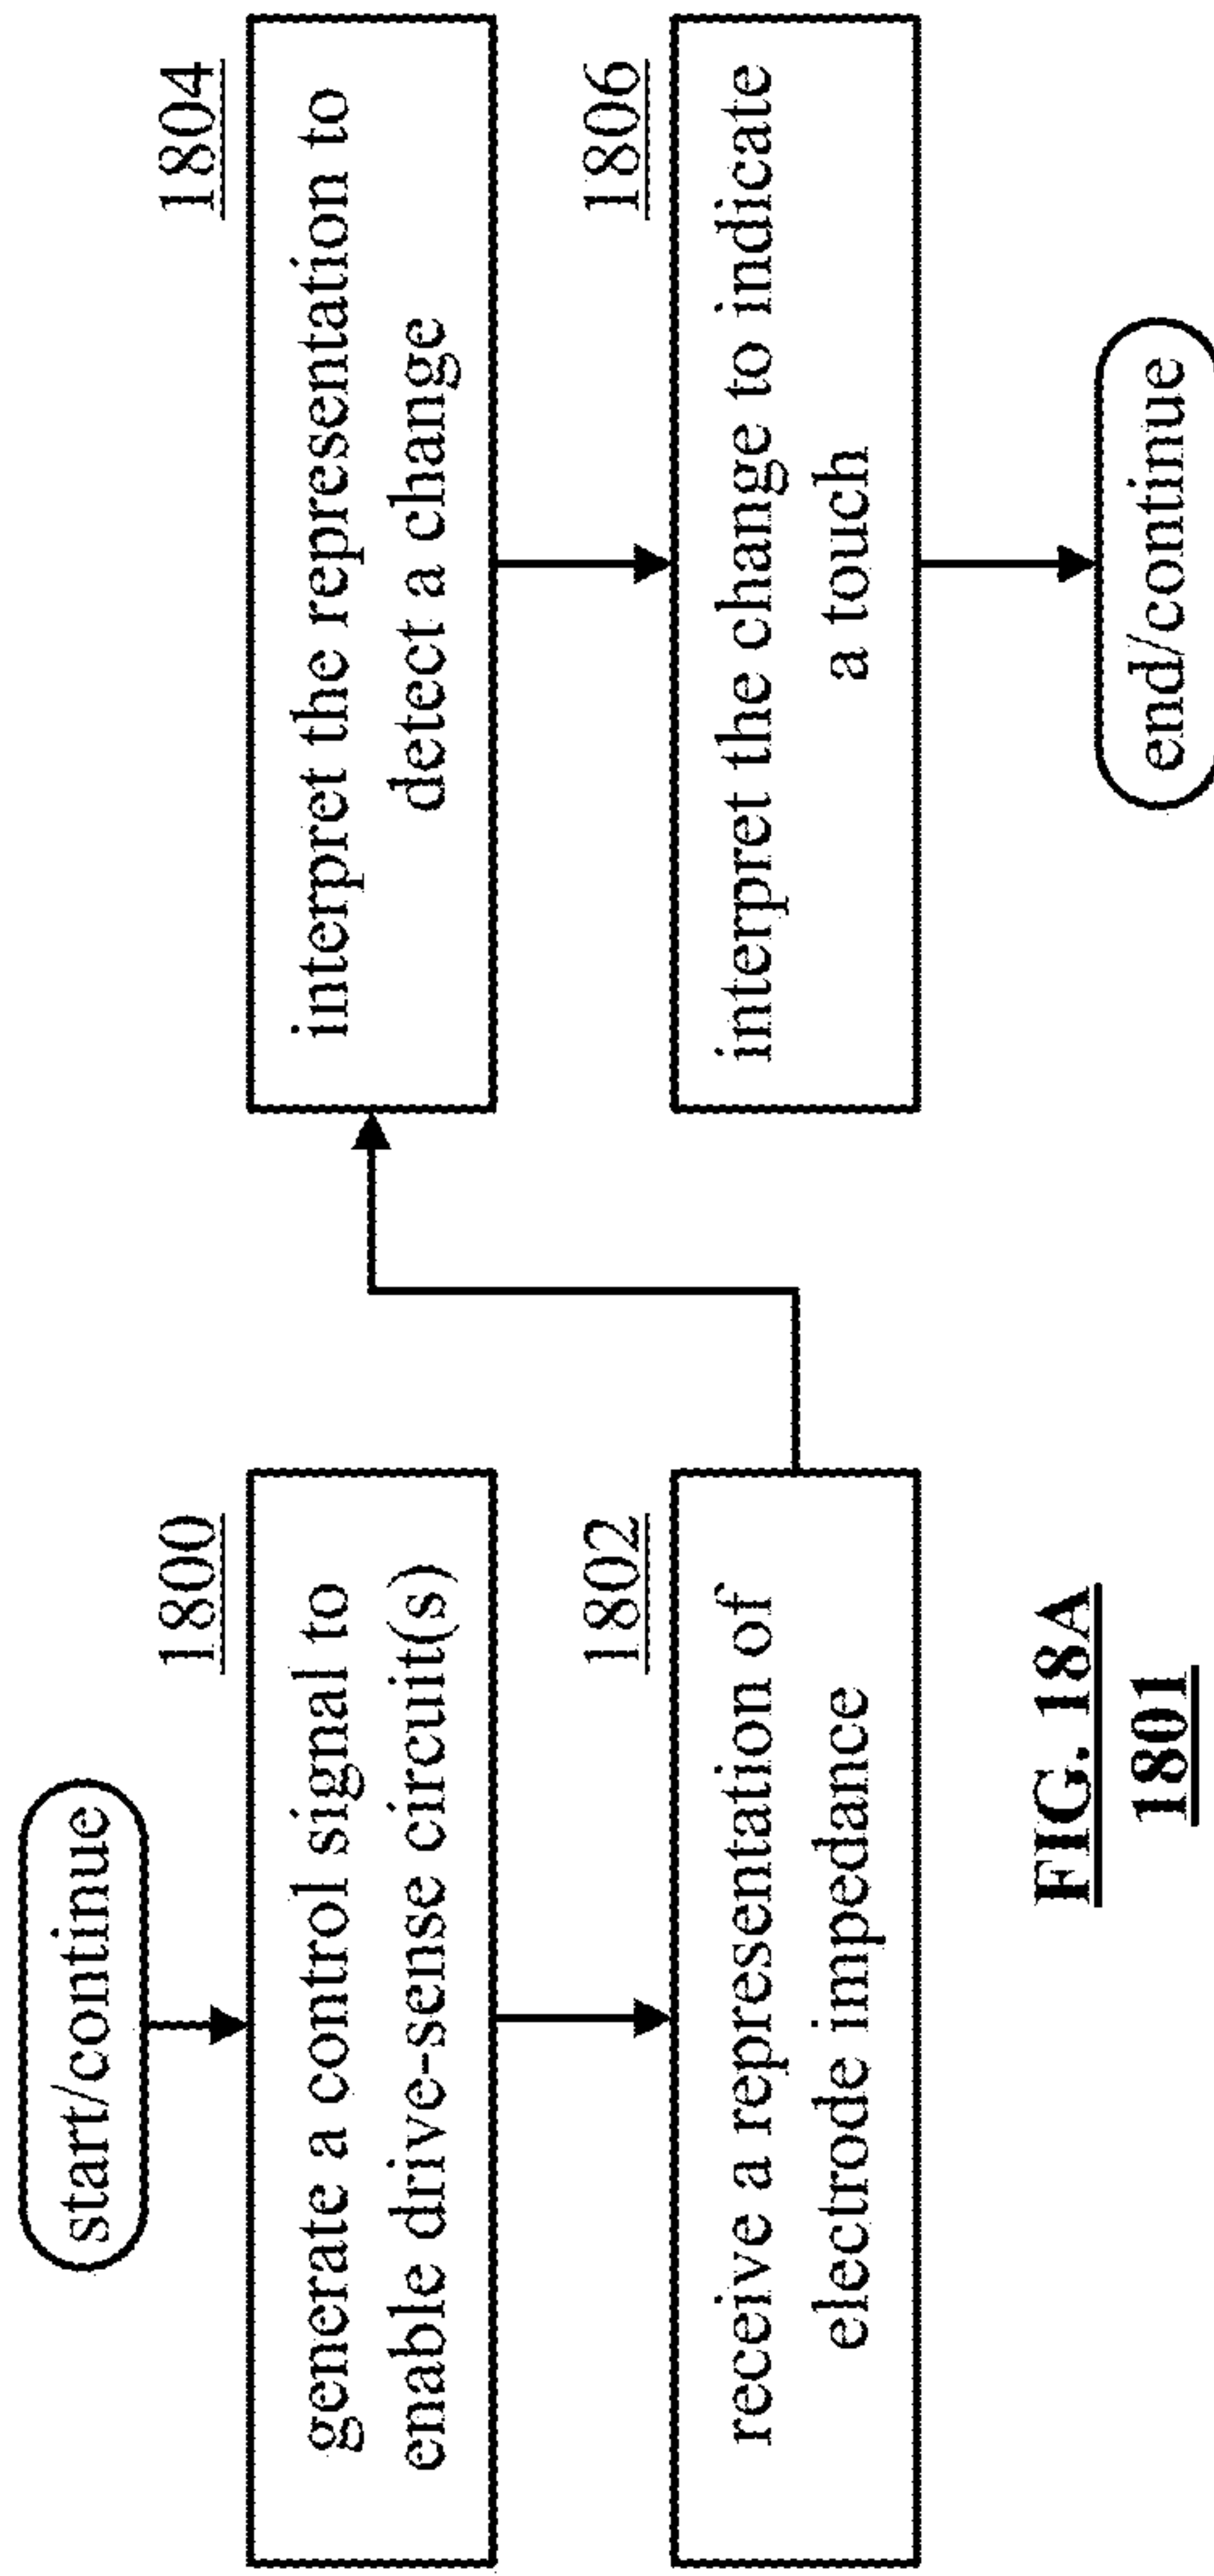 start/continue
1800
generate a control signal to
enable drive-sense circuit(s)
1802
receive a representation of
electrode impedance
1804
interpret the representation to
detect a change
1806
interpret the change to indicate
a touch
end/continue
FIG. 18A
1801